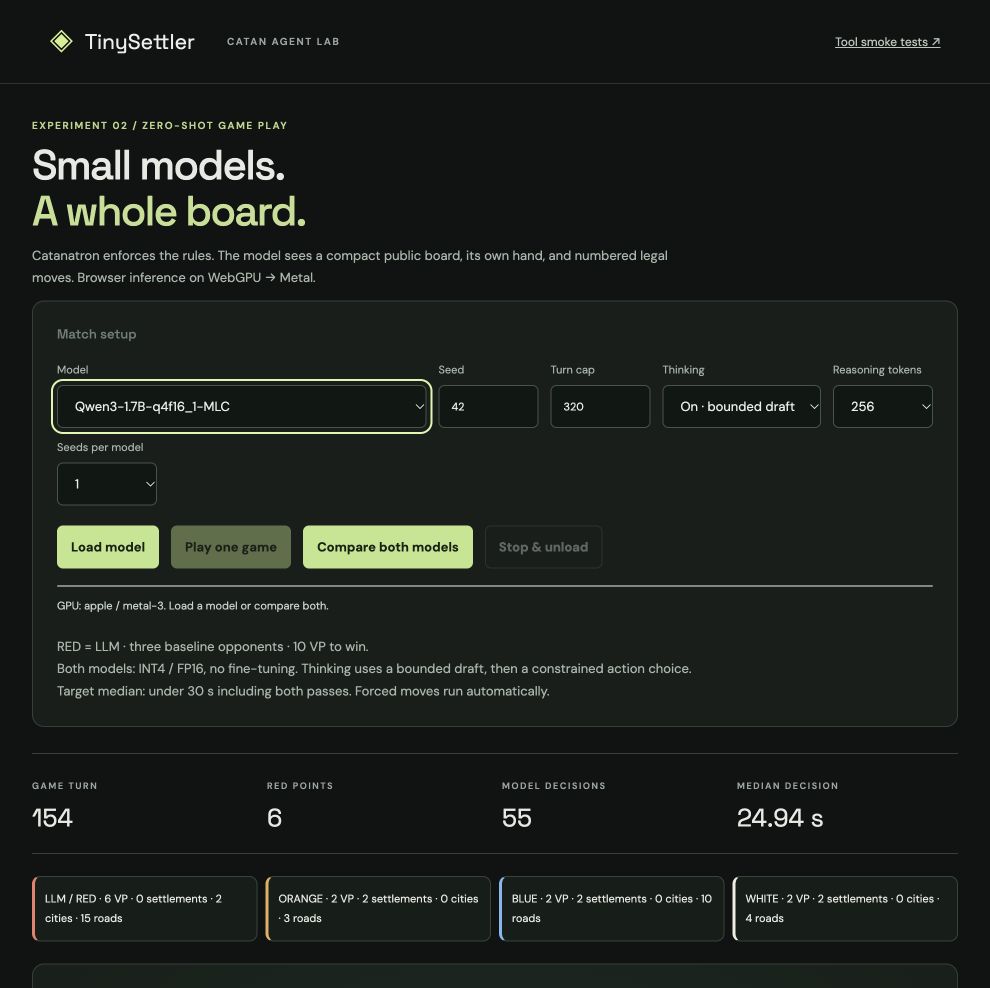 TinySettler
CATAN AGENT LAB
Tool smoke tests ↗
EXPERIMENT 02 / ZERO-SHOT GAME PLAY
Small models.
A whole board.
Catanatron enforces the rules. The model sees a compact public board, its own hand, and numbered legal
moves. Browser inference on WebGPU → Metal.
Match setup
Model
Seed
Turn cap
Thinking
Reasoning tokens
Qwen3-1.7B-q4f16_1-MLC
42
320
On · bounded draft
256
Seeds per model
1
Load model
Play one game
Compare both models
Stop & unload
GPU: apple / metal-3. Load a model or compare both.
RED = LLM · three baseline opponents · 10 VP to win.
Both models: INT4 / FP16, no fine-tuning. Thinking uses a bounded draft, then a constrained action choice.
Target median: under 30 s including both passes. Forced moves run automatically.
GAME TURN
RED POINTS
MODEL DECISIONS
MEDIAN DECISION
154
6
55
24.94 s
LLM / RED · 6 VP · 0 settlements · 2
cities · 15 roads
ORANGE · 2 VP · 2 settlements · 0 cities
· 3 roads
BLUE · 2 VP · 2 settlements · 0 cities · 10
roads
WHITE · 2 VP · 2 settlements · 0 cities ·
4 roads